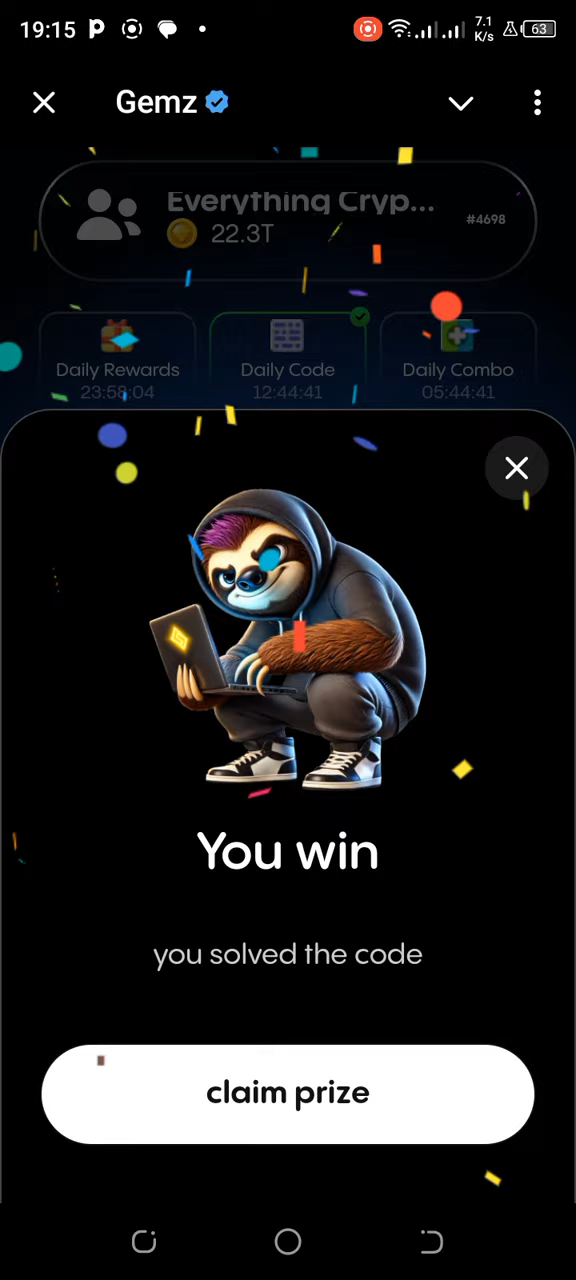 19:15
7.1
K/s
63
Gemz
Everything Cryp...
22.3T
#4698
Daily Rewards
23:58:04
Daily Code
12:44:41
Daily Combo
05:44:41
You win
you solved the code
claim prize